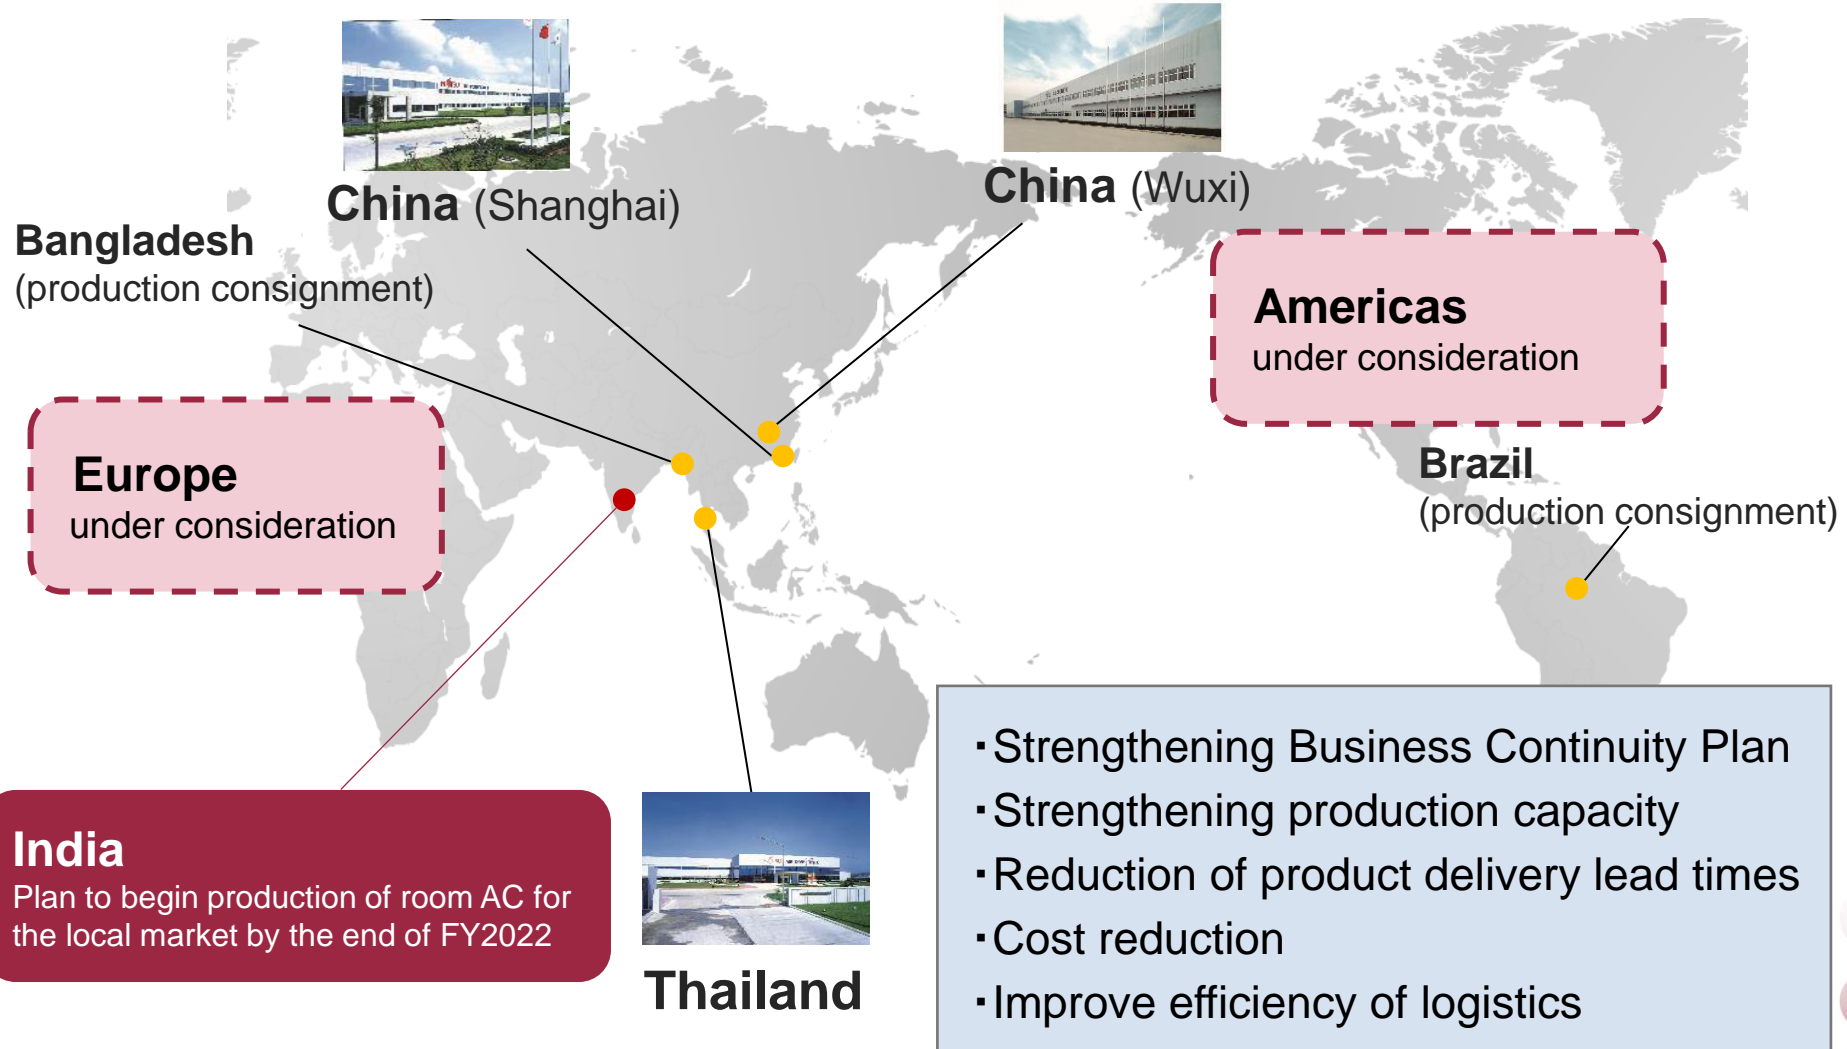 China (Shanghai)
China (Wuxi)
Bangladesh
(production consignment)
Americas
under consideration
Europe
under consideration
Brazil
(production consignment)
India
Plan to begin production of room AC for
the local market by the end of FY2022
Thailand
・Strengthening Business Continuity Plan
・Strengthening production capacity
・Reduction of product delivery lead times
・Cost reduction
・Improve efficiency of logistics